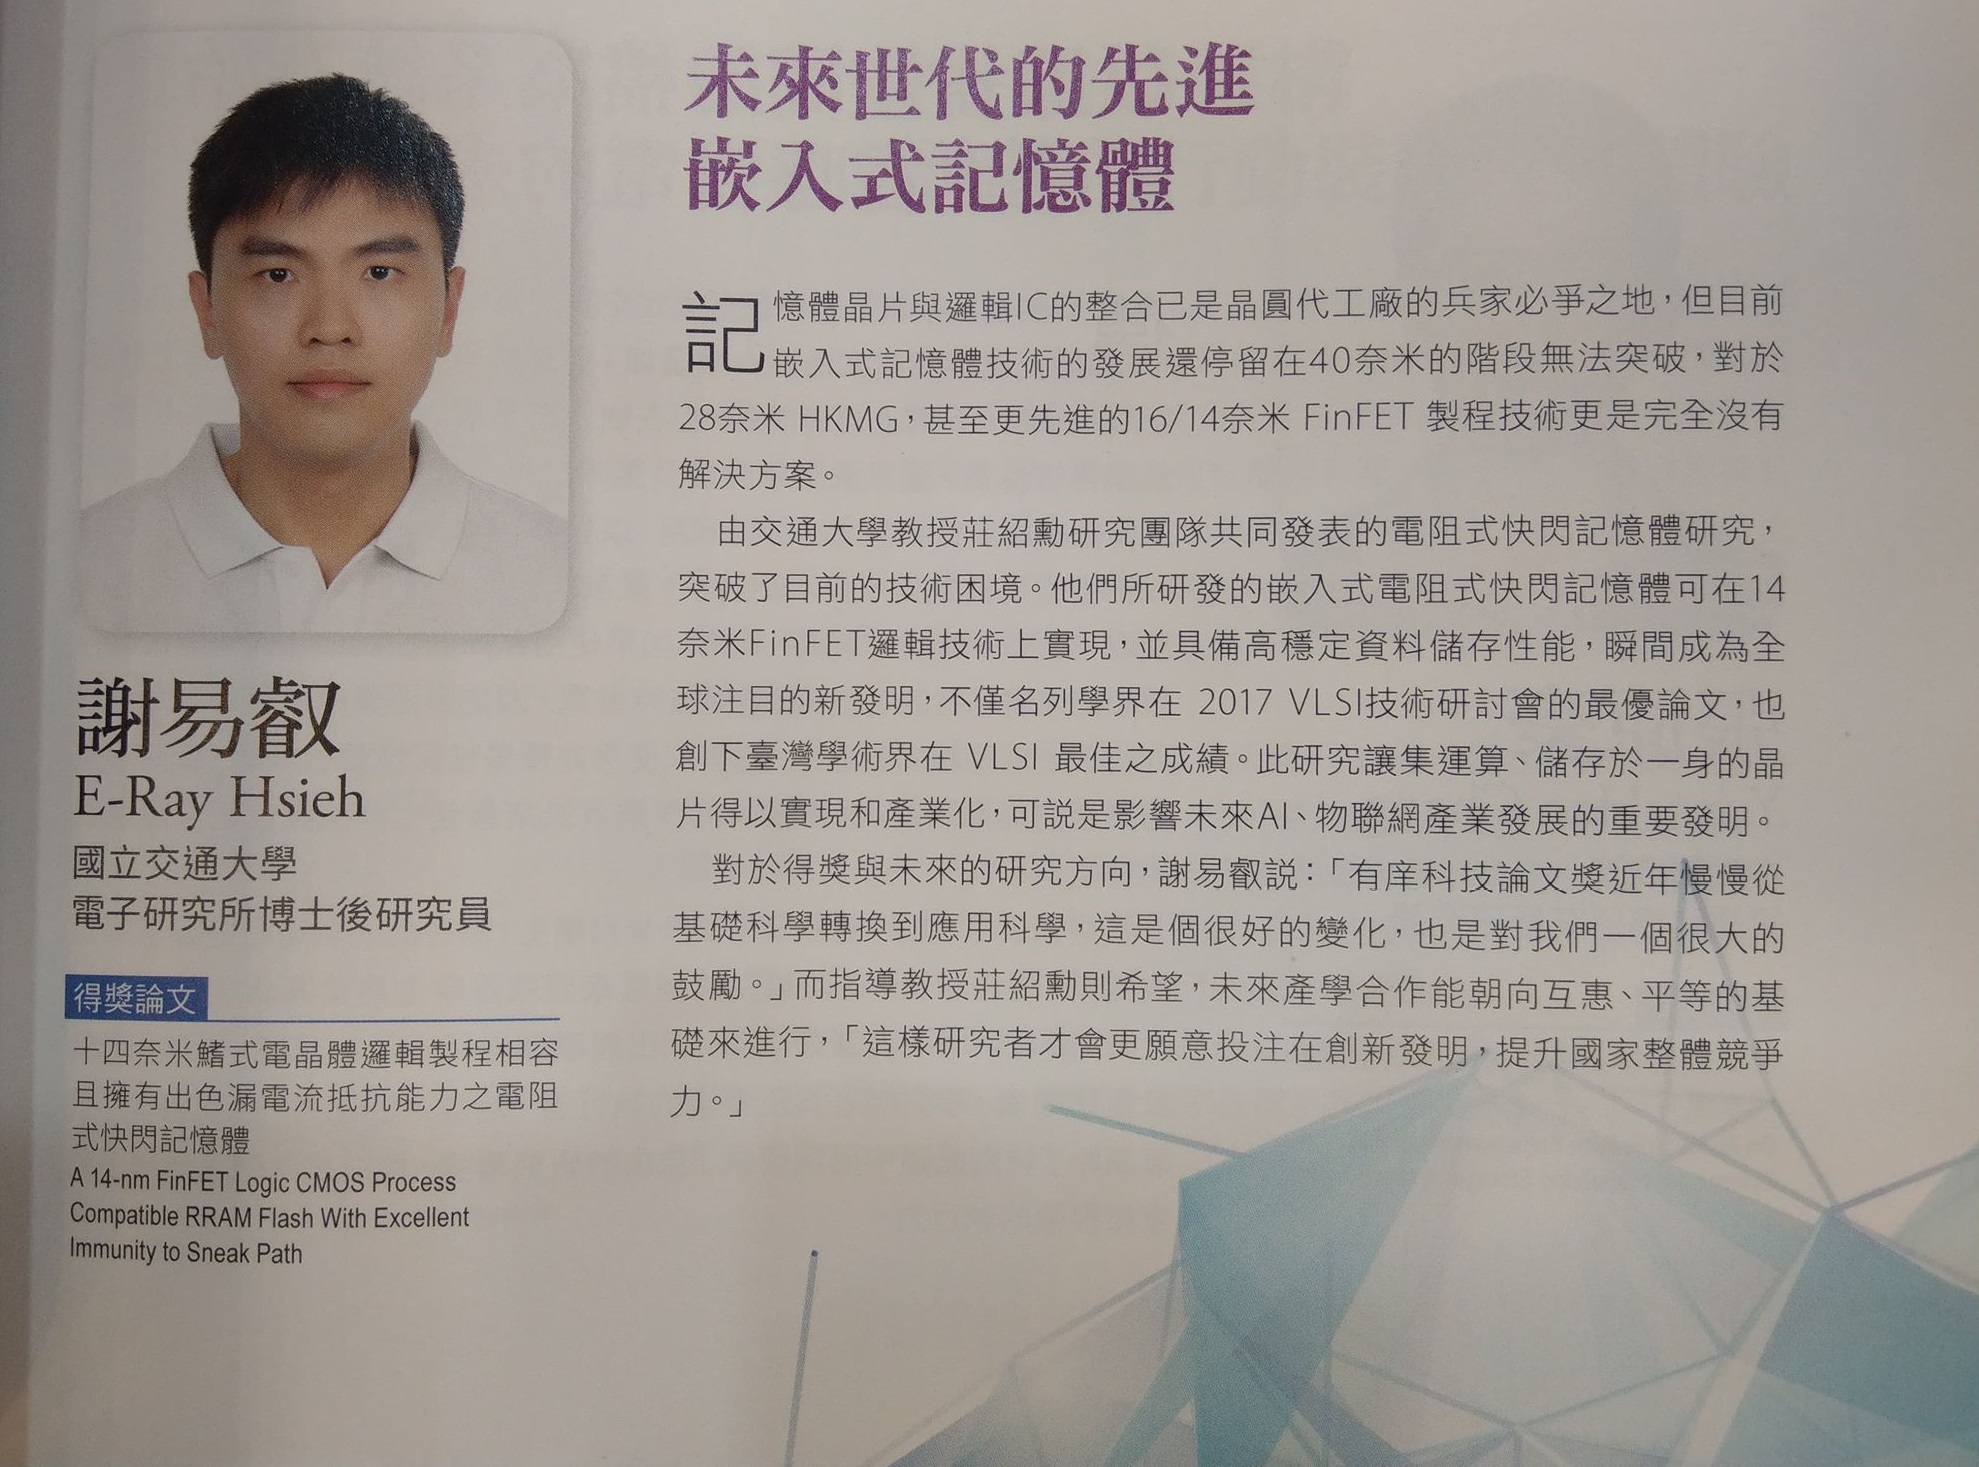 未來世代的先進
嵌入式記憶體
記憶體晶片與邏輯IC的整合已是晶圓代工廠的兵家必爭之地,但目前
嵌入式記憶體技術的發展還停留在40奈米的階段無法突破,對於
28奈米 HKMG,甚至更先進的16/14奈米 FinFET 製程技術更是完全沒有
解決方案。
由交通大學教授莊紹勳研究團隊共同發表的電阻式快閃記憶體研究,
突破了目前的技術困境。他們所研發的嵌入式電阻式快閃記憶體可在14
奈米FinFET邏輯技術上實現,並具備高穩定資料儲存性能,瞬間成為全
球注目的新發明,不僅名列學界在 2017 VLSI技術研討會的最優論文,也
創下臺灣學術界在 VLSI 最佳之成績。此研究讓集運算、儲存於一身的晶
片得以實現和產業化,可說是影響未來AI、物聯網產業發展的重要發明。
對於得獎與未來的研究方向,謝易叡說:「有庠科技論文獎近年慢慢從
基礎科學轉換到應用科學,這是個很好的變化,也是對我們一個很大的
鼓勵。」而指導教授莊紹勳則希望,未來產學合作能朝向互惠、平等的基
礎來進行,「這樣研究者才會更願意投注在創新發明,提升國家整體競爭
力。」
謝易叡
E-Ray Hsieh
國立交通大學
電子研究所博士後研究員
得獎論文
十四奈米鰭式電晶體邏輯製程相容
且擁有出色漏電流抵抗能力之電阻
式快閃記憶體
A 14-nm FinFET Logic CMOS Process
Compatible RRAM Flash With Excellent
Immunity to Sneak Path